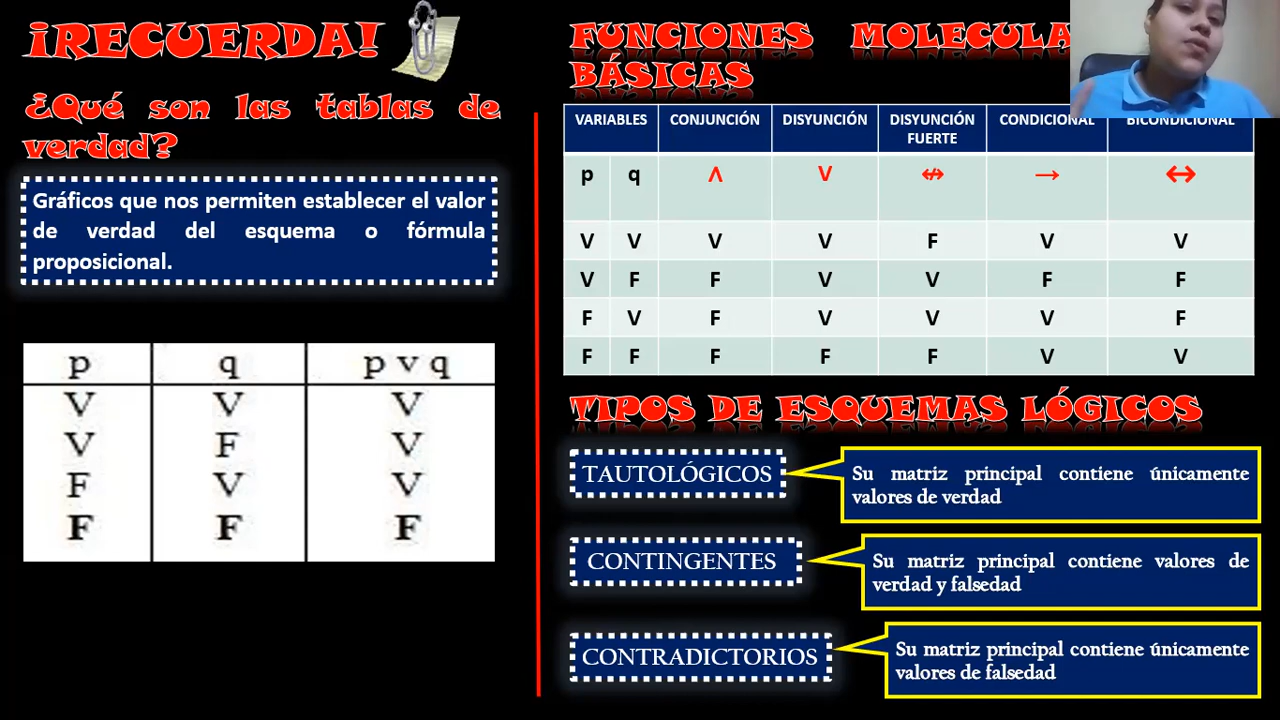 ¡RECUERDA!
¿Qué son las tablas de
verdad?
Gráficos que nos permiten establecer el valor
de verdad del esquema o fórmula
proposicional.
p q p v q
V V V
V F V
F V V
F F F
FUNCIONES
BÁSICAS
VARIABLES CONJUNCIÓN DISYUNCIÓN DISYUNCIÓN FUERTE CONDICIONAL BICONDICIONAL
p q ∧ ∨ ↮ → ↔
V V V V F V V
V F F V V F F
F V F V V V F
F F F F F V V
TIPOS DE ESQUEMAS LÓGICOS
TAUTOLÓGICOS
Su matriz principal contiene únicamente
valores de verdad
CONTINGENTES
Su matriz principal contiene valores de
verdad y falsedad
CONTRADICTORIOS
Su matriz principal contiene únicamente
valores de falsedad